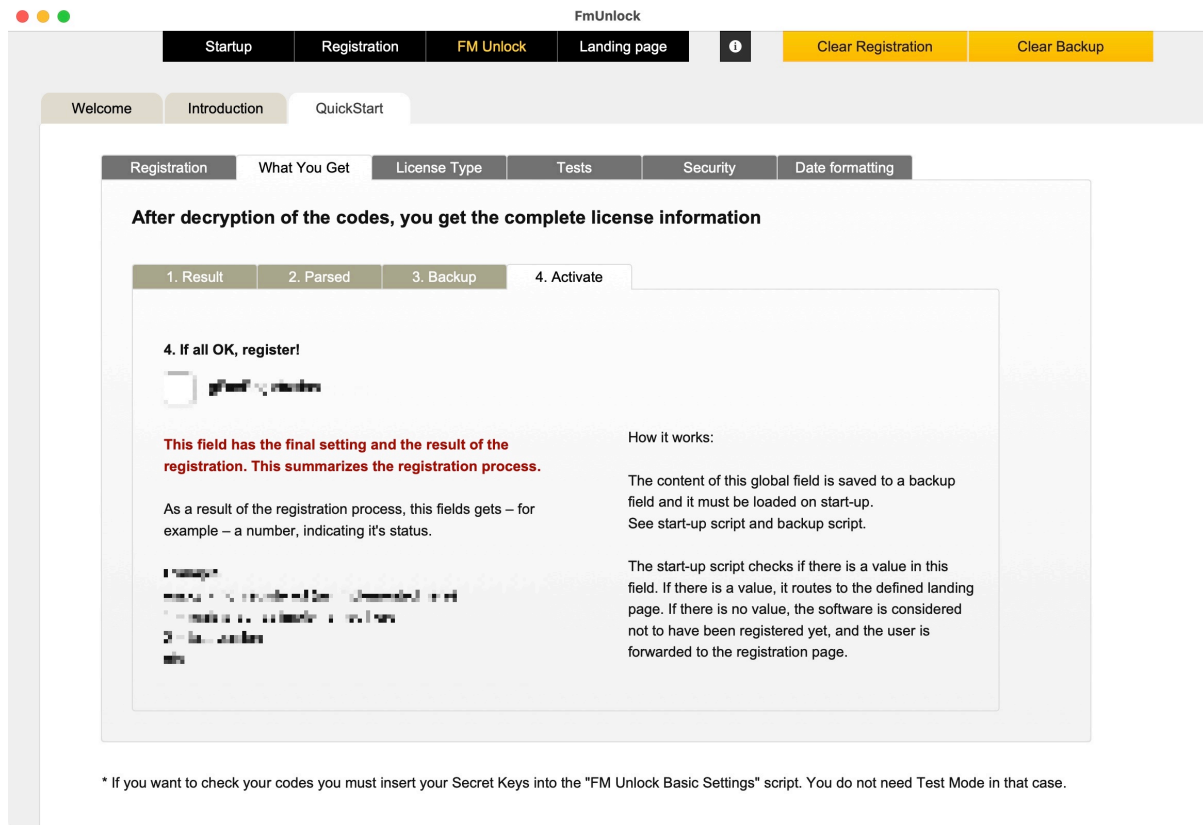 FmUnlock
Startup Registration FM Unlock Landing page Clear Registration Clear Backup
Welcome Introduction QuickStart
Registration What You Get License Type Tests Security Date formatting
After decryption of the codes, you get the complete license information
1. Result 2. Parsed 3. Backup 4. Activate
4. If all OK, register!
This field has the final setting and the result of the
registration. This summarizes the registration process.
As a result of the registration process, this fields gets – for
example – a number, indicating it's status.
How it works:
The content of this global field is saved to a backup
field and it must be loaded on start-up.
See start-up script and backup script.
The start-up script checks if there is a value in this
field. If there is a value, it routes to the defined landing
page. If there is no value, the software is considered
not to have been registered yet, and the user is
forwarded to the registration page.
* If you want to check your codes you must insert your Secret Keys into the "FM Unlock Basic Settings" script. You do not need Test Mode in that case.